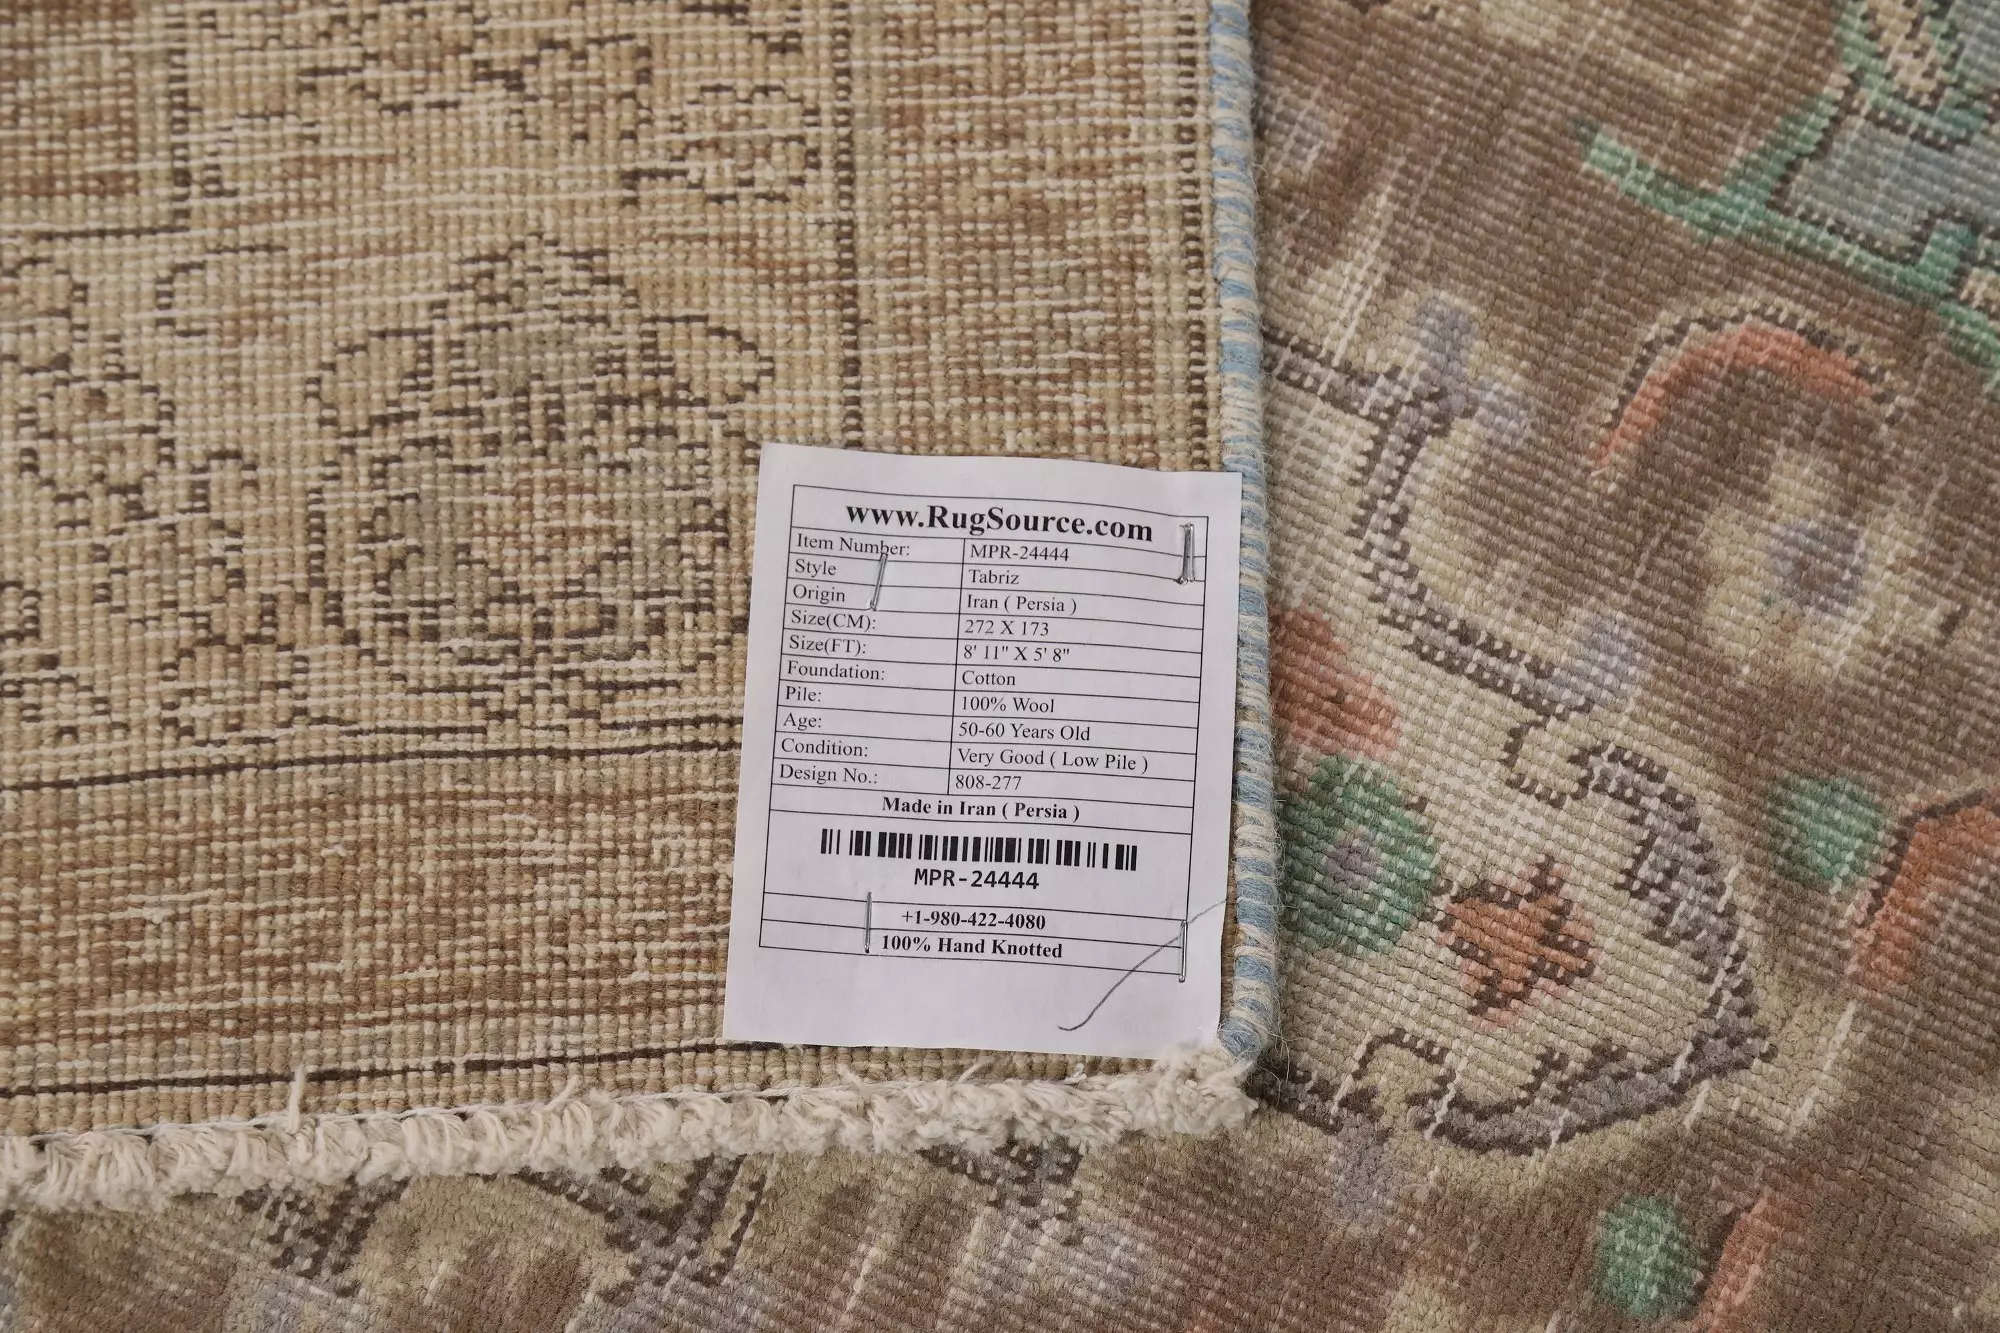 www.RugSource.com
Item Number: MPR-24444
Style Tabriz
Origin Iran ( Persia )
Size(CM): 272 X 173
Size(FT): 8' 11" X 5' 8"
Foundation: Cotton
Pile: 100% Wool
Age: 50-60 Years Old
Condition: Very Good ( Low Pile )
Design No.: 808-277
Made in Iran ( Persia )
MPR-24444
+1-980-422-4080
100% Hand Knotted